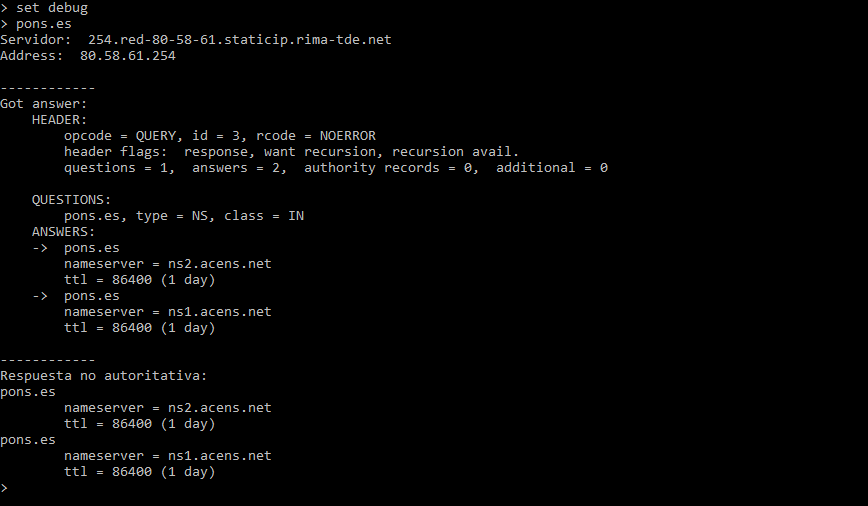 > set debug
> pons.es
Servidor:  254.red-80-58-61.staticip.rima-tde.net
Address:  80.58.61.254

------------
Got answer:
    HEADER:
        opcode = QUERY, id = 3, rcode = NOERROR
        header flags:  response, want recursion, recursion avail.
        questions = 1,  answers = 2,  authority records = 0,  additional = 0

    QUESTIONS:
        pons.es, type = NS, class = IN
    ANSWERS:
    ->  pons.es
        nameserver = ns2.acens.net
        ttl = 86400 (1 day)
    ->  pons.es
        nameserver = ns1.acens.net
        ttl = 86400 (1 day)

------------
Respuesta no autoritativa:
pons.es
        nameserver = ns2.acens.net
        ttl = 86400 (1 day)
pons.es
        nameserver = ns1.acens.net
        ttl = 86400 (1 day)
>